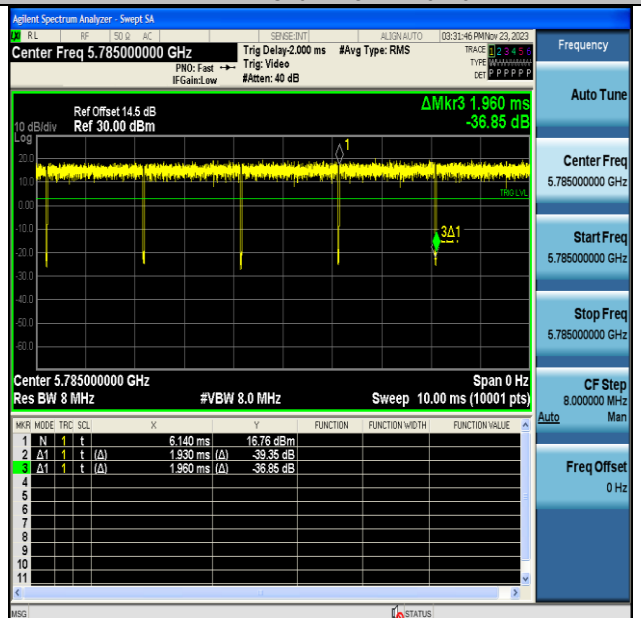 Agilent Spectrum Analyzer - Swept SA
RL RF 50 Ω AC SENSE:INT ALIGN AUTO 03:31:46 PM Nov 23, 2023
Center Freq 5.785000000 GHz Trig Delay-2.000 ms #Avg Type: RMS TRACE 1 2 3 4 5 6
PNO: Fast Trig: Video TYPE
IFGain:Low #Atten: 40 dB DET P P P P P P
ΔMkr3 1.960 ms
-36.85 dB
Ref Offset 14.5 dB
10 dB/div Ref 30.00 dBm
Log
20.0
10.0
0.00
-10.0
-20.0
-30.0
-40.0
-50.0
-60.0
1
TRIG LVL
3Δ1
Center 5.785000000 GHz Span 0 Hz
Res BW 8 MHz #VBW 8.0 MHz Sweep 10.00 ms (10001 pts)
MKR MODE TRC SCL X Y FUNCTION FUNCTION WIDTH FUNCTION VALUE
1 N 1 t 6.140 ms 16.76 dBm
2 Δ1 1 t (Δ) 1.930 ms (Δ) -39.35 dB
3 Δ1 1 t (Δ) 1.960 ms (Δ) -36.85 dB
4
5
6
7
8
9
10
11
MSG STATUS
Frequency
Auto Tune
Center Freq
5.785000000 GHz
Start Freq
5.785000000 GHz
Stop Freq
5.785000000 GHz
CF Step
8.000000 MHz
Auto Man
Freq Offset
0 Hz